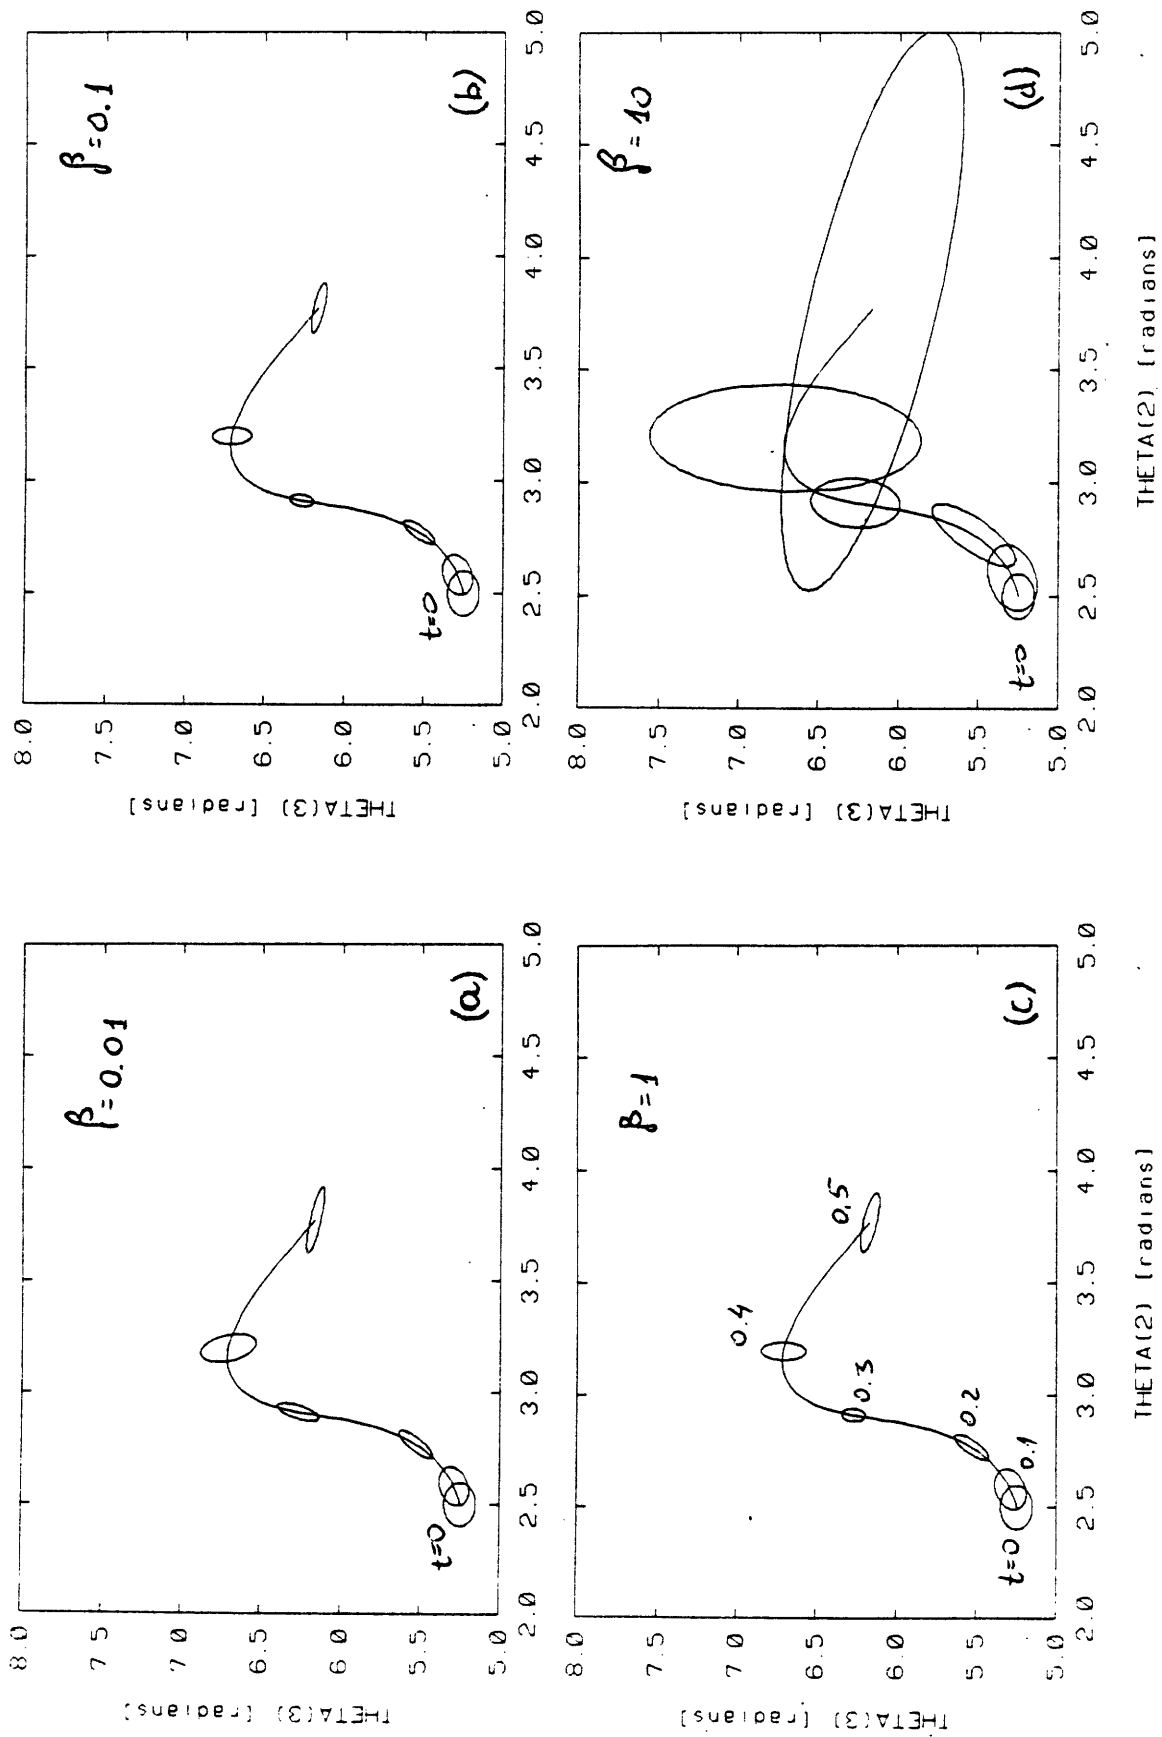 β=0.01
(a)
t=0
8.0
7.5
7.0
6.5
6.0
5.5
5.0
2.0 2.5 3.0 3.5 4.0 4.5 5.0
THETA(3) [radians]
β=0.1
(b)
t=0
8.0
7.5
7.0
6.5
6.0
5.5
5.0
2.0 2.5 3.0 3.5 4.0 4.5 5.0
THETA(3) [radians]
β=1
(c)
t=0
0.1
0.2
0.3
0.4
0.5
8.0
7.5
7.0
6.5
6.0
5.5
5.0
2.0 2.5 3.0 3.5 4.0 4.5 5.0
THETA(3) [radians]
THETA(2) [radians]
β=10
(d)
t=0
8.0
7.5
7.0
6.5
6.0
5.5
5.0
2.0 2.5 3.0 3.5 4.0 4.5 5.0
THETA(3) [radians]
THETA(2) [radians]